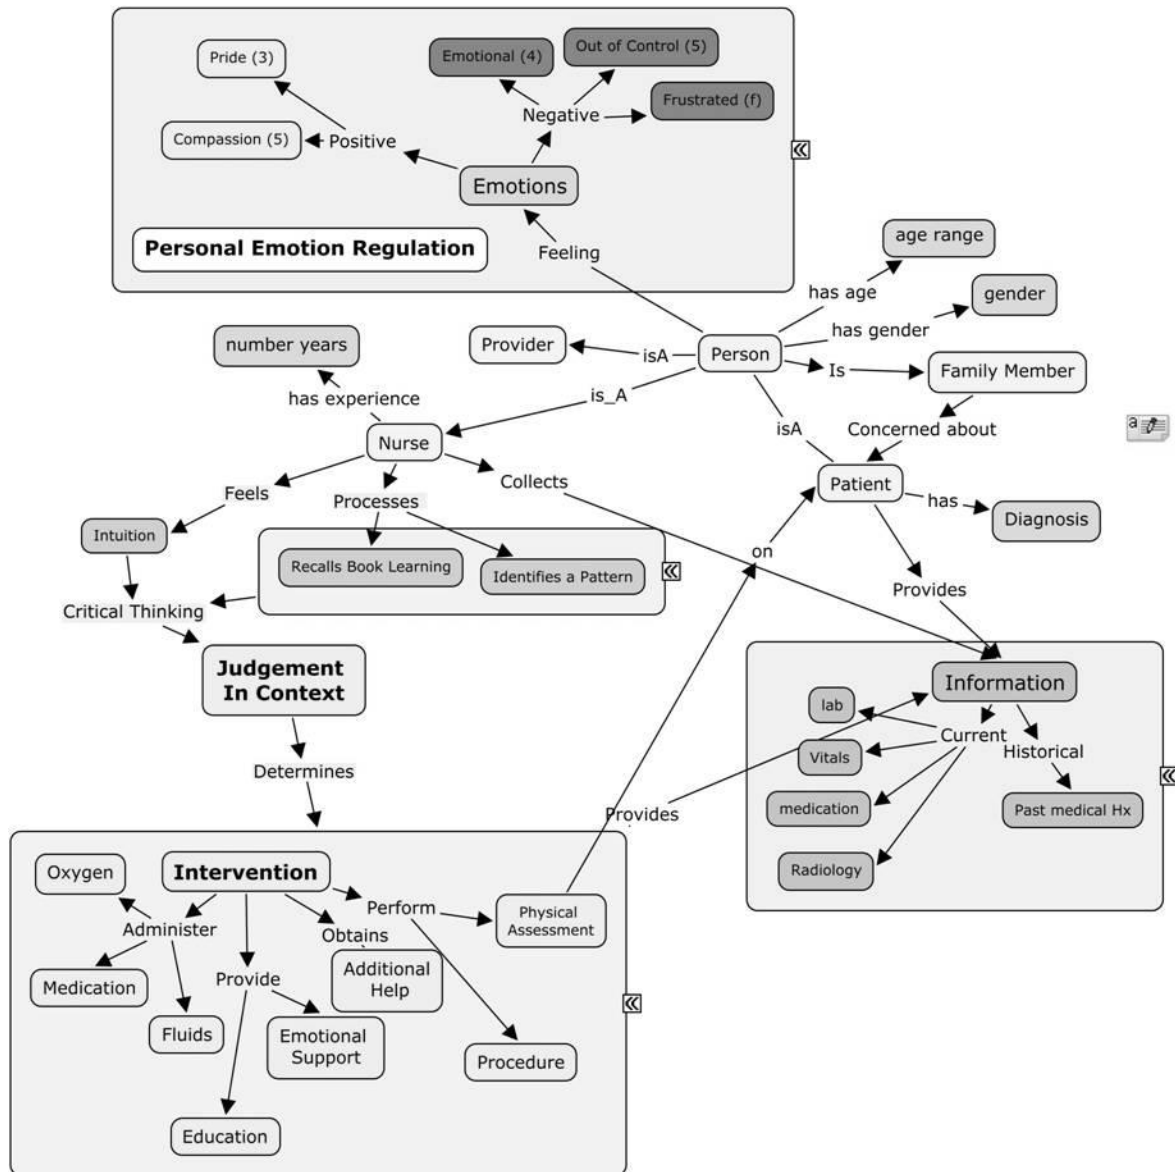 Pride (3)
Emotional (4)
Out of Control (5)
Frustrated (f)
Negative
Compassion (5)
Positive
Emotions
Personal Emotion Regulation
Feeling
age range
has age
gender
has gender
number years
Provider
isA
Person
Is
Family Member
has experience
is_A
isA
Concerned about
Nurse
Collects
Patient
has
Diagnosis
Feels
Processes
Intuition
Recalls Book Learning
Identifies a Pattern
on
Provides
Critical Thinking
Judgement
In Context
Information
lab
Current
Historical
Vitals
medication
Past medical Hx
Radiology
Determines
Provides
Intervention
Oxygen
Administer
Perform
Physical
Assessment
Obtains
Medication
Provide
Additional
Help
Fluids
Emotional
Support
Procedure
Education
a